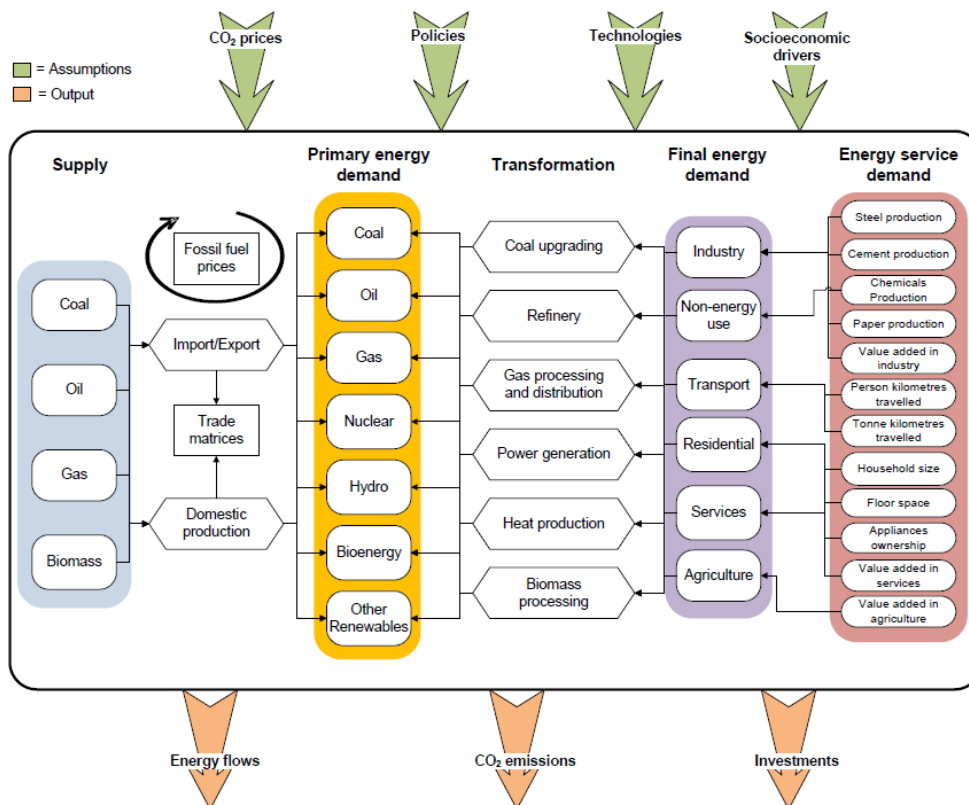 CO₂ prices
Policies
Technologies
Socioeconomic
drivers
= Assumptions
= Output
Supply
Primary energy
demand
Transformation
Final energy
demand
Energy service
demand
Fossil fuel
prices
Coal
Oil
Gas
Biomass
Import/Export
Trade
matrices
Domestic
production
Coal
Oil
Gas
Nuclear
Hydro
Bioenergy
Other
Renewables
Coal upgrading
Refinery
Gas processing
and distribution
Power generation
Heat production
Biomass
processing
Industry
Non-energy
use
Transport
Residential
Services
Agriculture
Steel production
Cement production
Chemicals
Production
Paper production
Value added in
industry
Person kilometres
travelled
Tonne kilometres
travelled
Household size
Floor space
Appliances
ownership
Value added in
services
Value added in
agriculture
Energy flows
CO₂ emissions
Investments